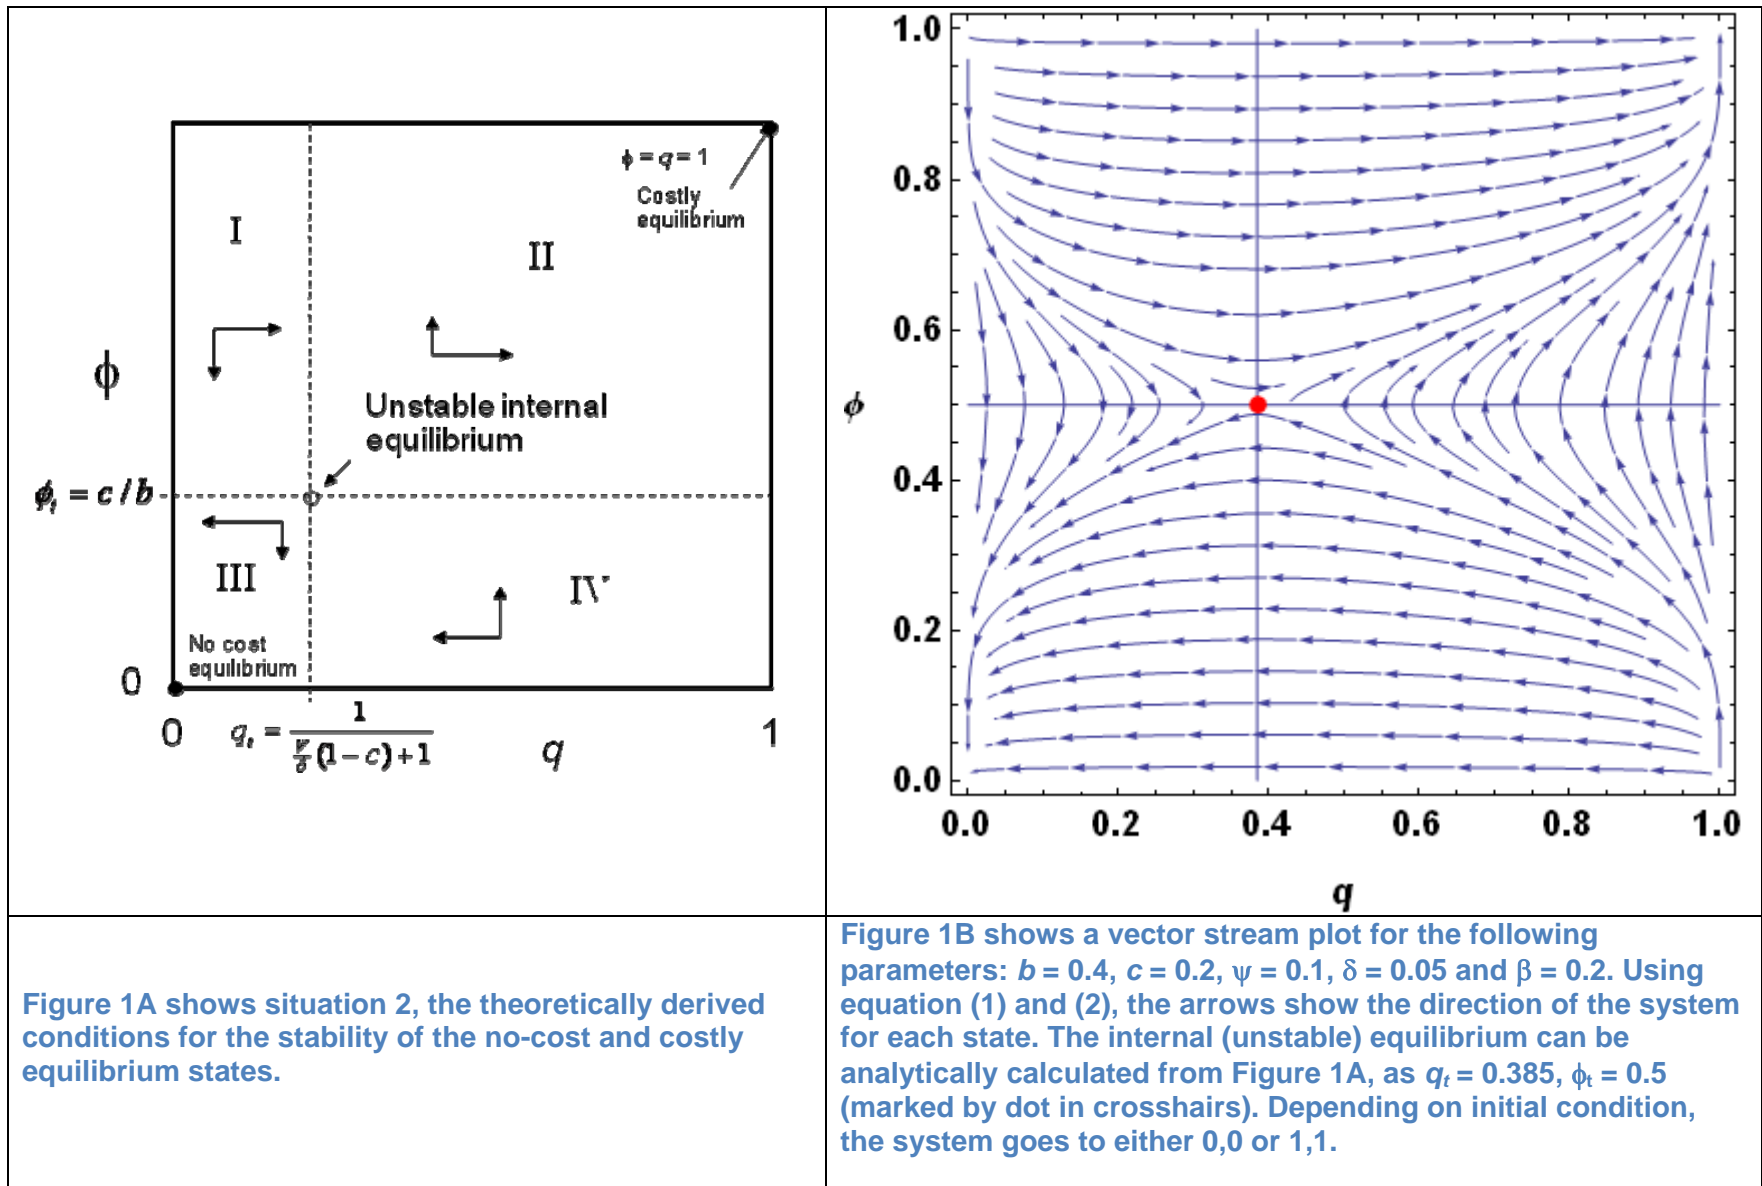 ϕ = q = 1
Costly
equilibrium
I
II
ϕ
Unstable internal
equilibrium
ϕₜ = c / b
III
IV
No cost
equilibrium
0
0
qₜ = 1 / (ψ/δ (1 − c) + 1)
q
1
1.0
0.8
0.6
ϕ
0.4
0.2
0.0
0.0 0.2 0.4 0.6 0.8 1.0
q
Figure 1A shows situation 2, the theoretically derived
conditions for the stability of the no-cost and costly
equilibrium states.
Figure 1B shows a vector stream plot for the following
parameters: b = 0.4, c = 0.2, ψ = 0.1, δ = 0.05 and β = 0.2. Using
equation (1) and (2), the arrows show the direction of the system
for each state. The internal (unstable) equilibrium can be
analytically calculated from Figure 1A, as qₜ = 0.385, ϕₜ = 0.5
(marked by dot in crosshairs). Depending on initial condition,
the system goes to either 0,0 or 1,1.